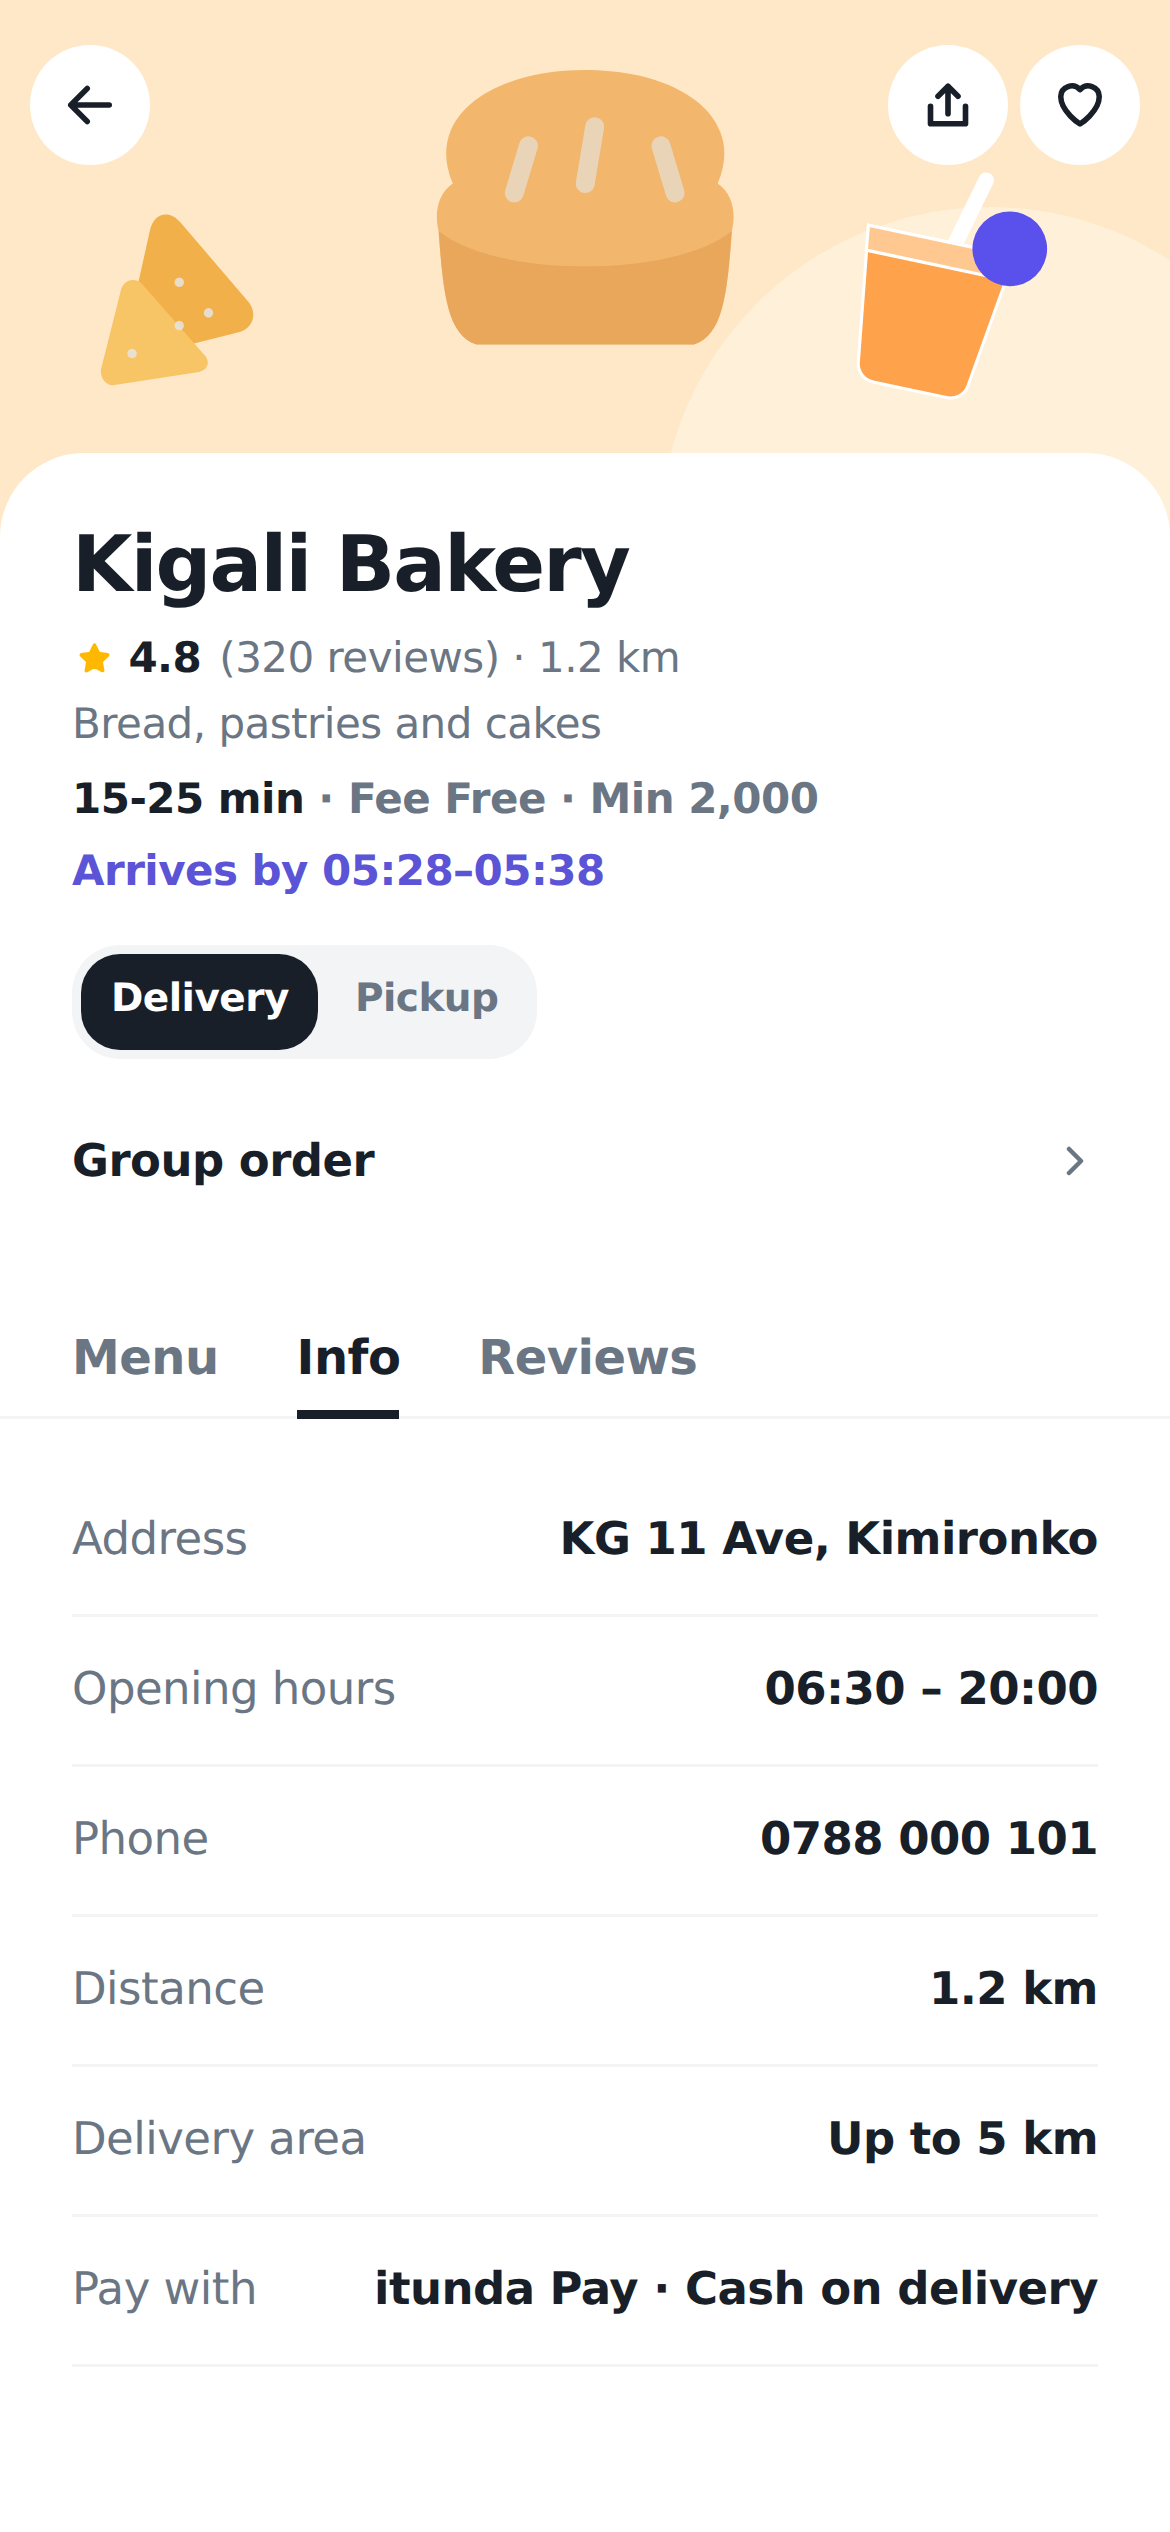 Kigali Bakery
4.8 (320 reviews) · 1.2 km
Bread, pastries and cakes
15-25 min · Fee Free · Min 2,000
Arrives by 05:28–05:38
Delivery Pickup
Group order
Menu Info Reviews
Address KG 11 Ave, Kimironko
Opening hours 06:30 – 20:00
Phone 0788 000 101
Distance 1.2 km
Delivery area Up to 5 km
Pay with itunda Pay · Cash on delivery